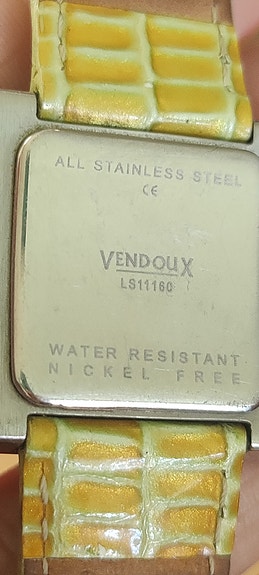 ALL STAINLESS STEEL
CE
VENDOUX
LS11160
WATER RESISTANT
NICKEL FREE